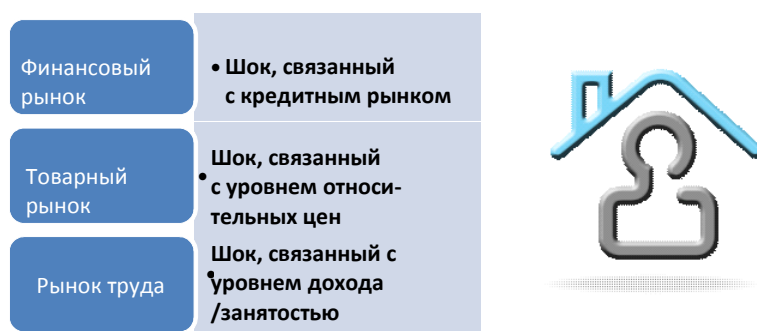 Финансовый
рынок
• Шок, связанный
с кредитным рынком
Товарный
рынок
Шок, связанный
• с уровнем относи-
тельных цен
Рынок труда
Шок, связанный с
• уровнем дохода
/занятостью